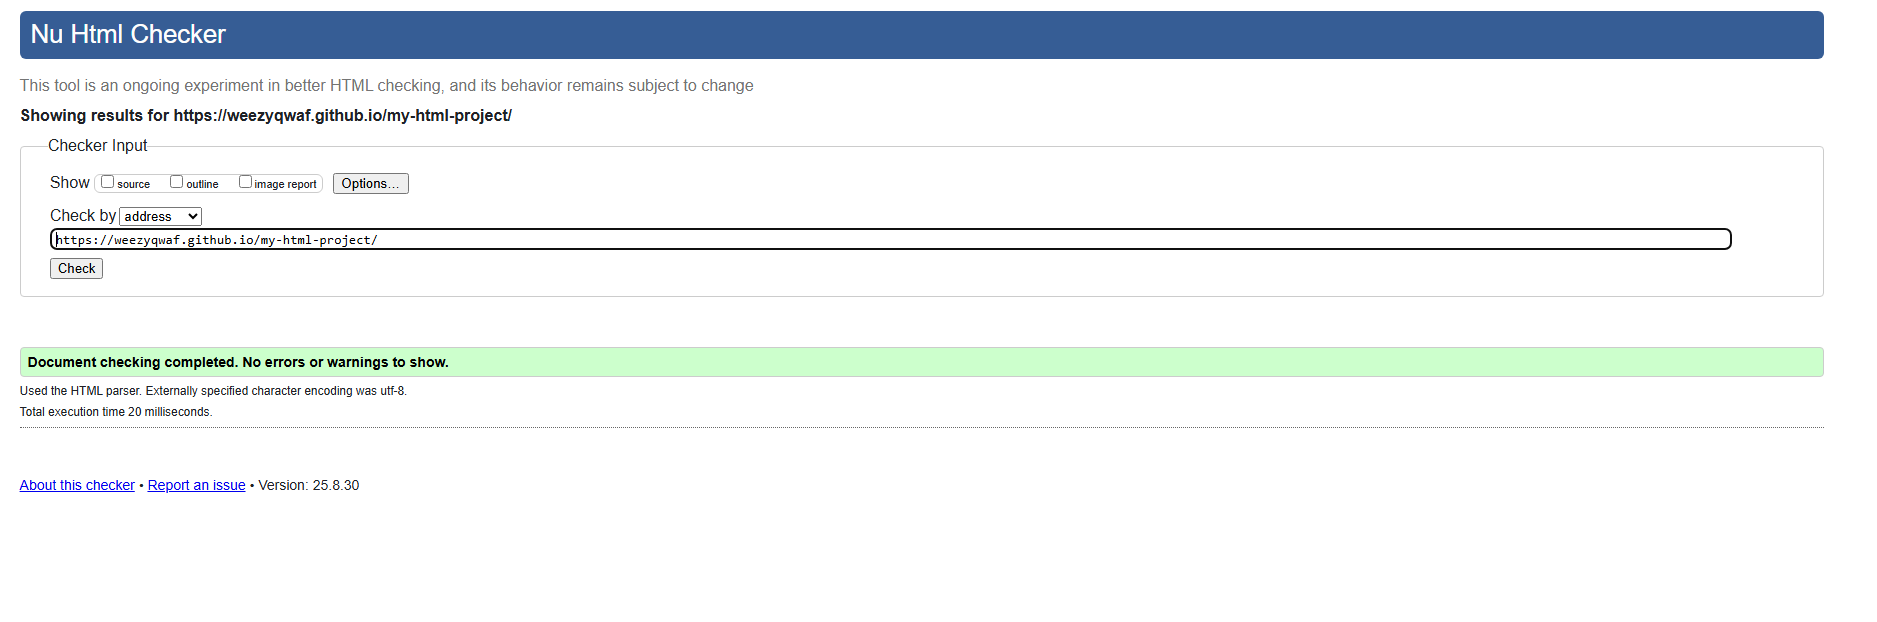 Nu Html Checker
This tool is an ongoing experiment in better HTML checking, and its behavior remains subject to change
Showing results for https://weezyqwaf.github.io/my-html-project/
Checker Input
Show source outline image report Options...
Check by address
https://weezyqwaf.github.io/my-html-project/
Check
Document checking completed. No errors or warnings to show.
Used the HTML parser. Externally specified character encoding was utf-8.
Total execution time 20 milliseconds.
About this checker • Report an issue • Version: 25.8.30